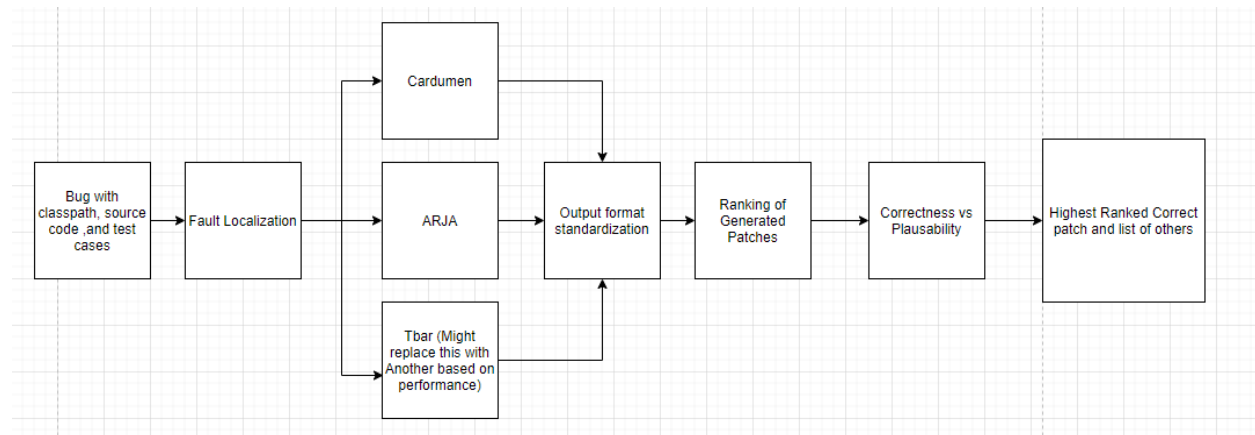 Cardumen
Bug with
classpath, source
code ,and test
cases
Fault Localization
ARJA
Output format
standardization
Ranking of
Generated
Patches
Correctness vs
Plausability
Highest Ranked Correct
patch and list of others
Tbar (Might
replace this with
Another based on
performance)